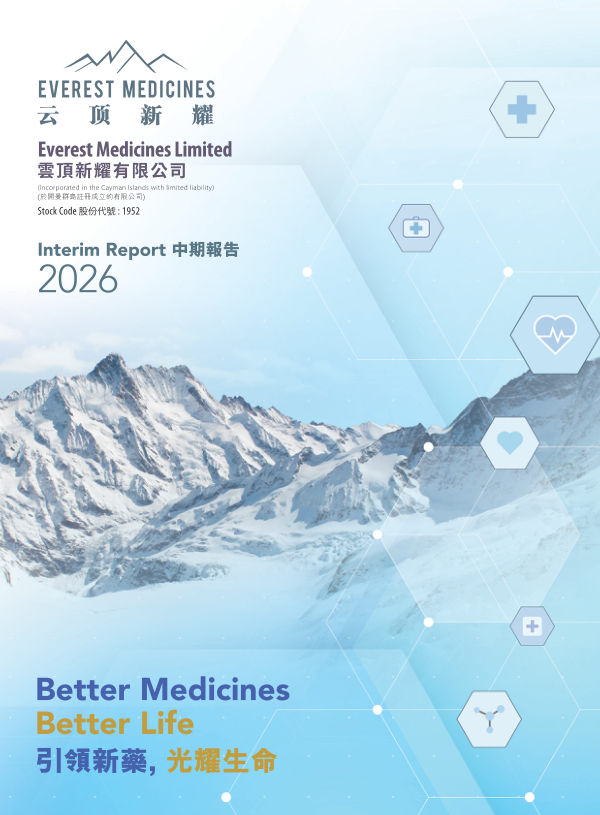 EVEREST MEDICINES
云顶新耀
Everest Medicines Limited
雲頂新耀有限公司
(Incorporated in the Cayman Islands with limited liability)
(於開曼群島註冊成立的有限公司)
Stock Code 股份代號 : 1952
Interim Report 中期報告
2026
Better Medicines
Better Life
引領新藥, 光耀生命